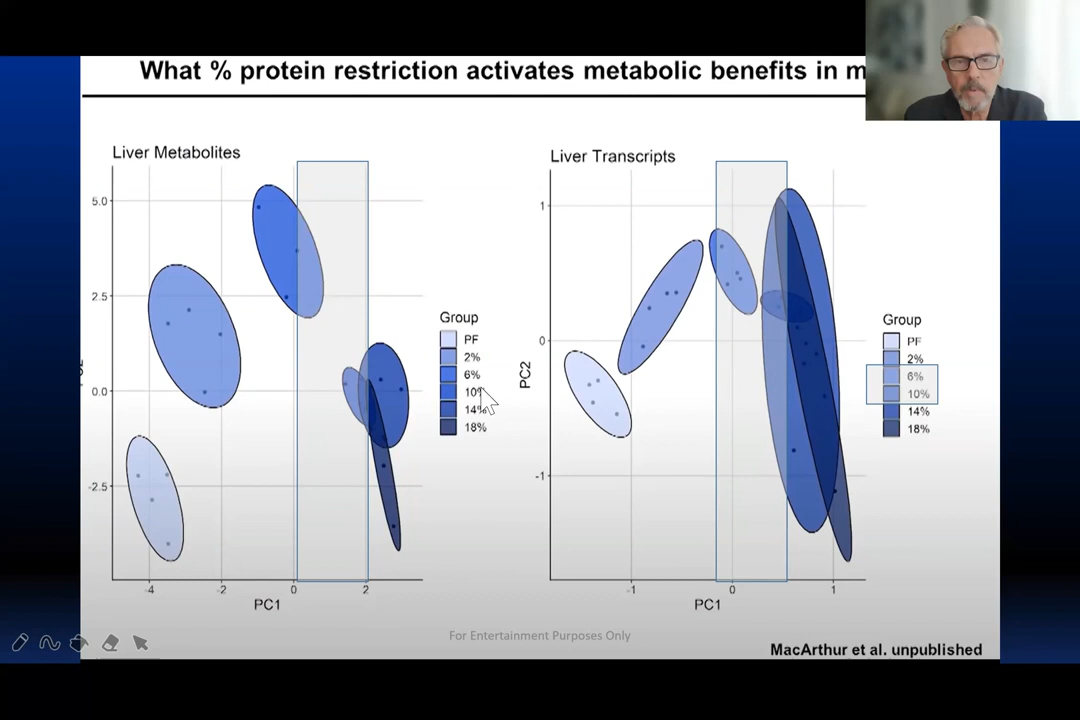 What % protein restriction activates metabolic benefits in m
Liver Metabolites
5.0
2.5
0.0
-2.5
-4
-2
0
2
PC1
Group
PF
2%
6%
10%
14%
18%
Liver Transcripts
PC2
1
0
-1
-1
0
1
PC1
Group
PF
2%
6%
10%
14%
18%
For Entertainment Purposes Only
MacArthur et al. unpublished